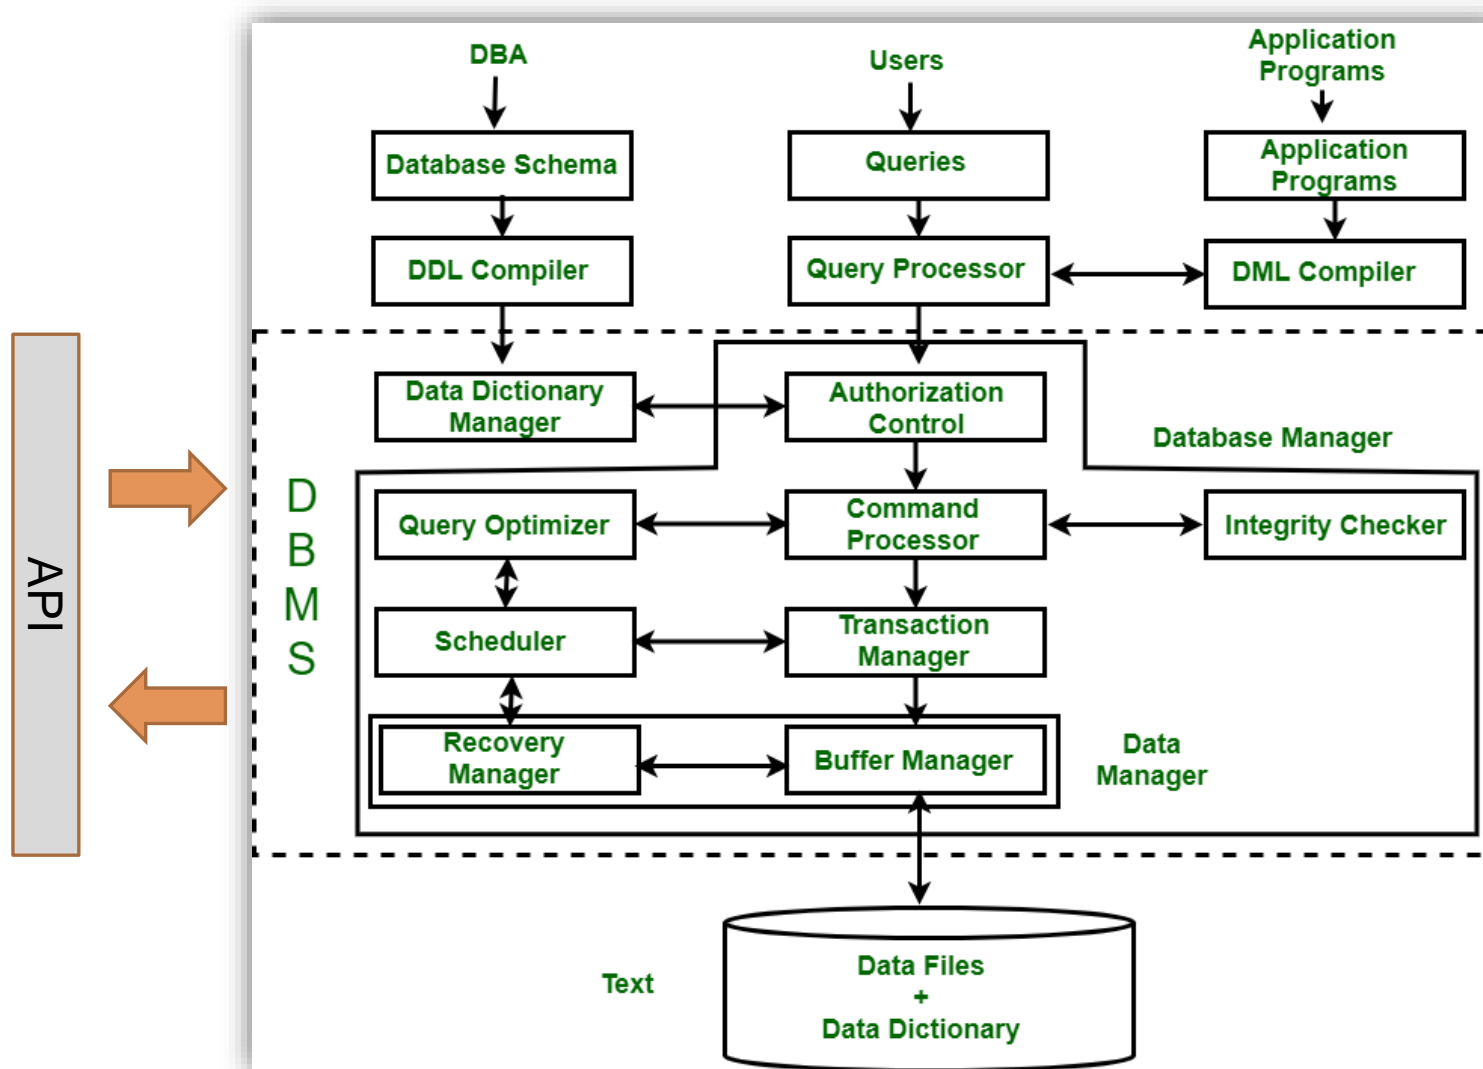 DBA
Users
Application
Programs
Database Schema
Queries
Application
Programs
DDL Compiler
Query Processor
DML Compiler
Data Dictionary
Manager
Authorization
Control
Database Manager
D
B
M
S
API
Query Optimizer
Command
Processor
Integrity Checker
Scheduler
Transaction
Manager
Recovery
Manager
Buffer Manager
Data
Manager
Text
Data Files
+
Data Dictionary